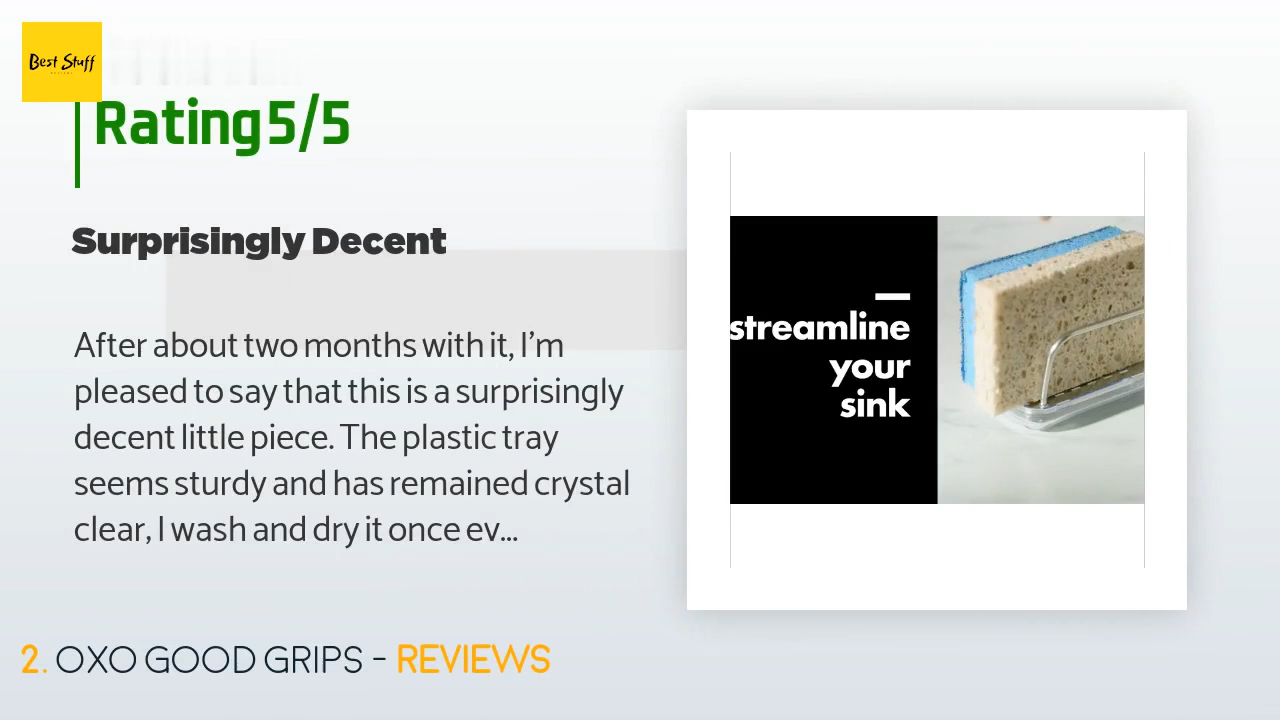 Best Stuff
Rating 5/5
Surprisingly Decent
After about two months with it, I'm
pleased to say that this is a surprisingly
decent little piece. The plastic tray
seems sturdy and has remained crystal
clear, I wash and dry it once ev...
streamline
your
sink
2. OXO GOOD GRIPS - REVIEWS